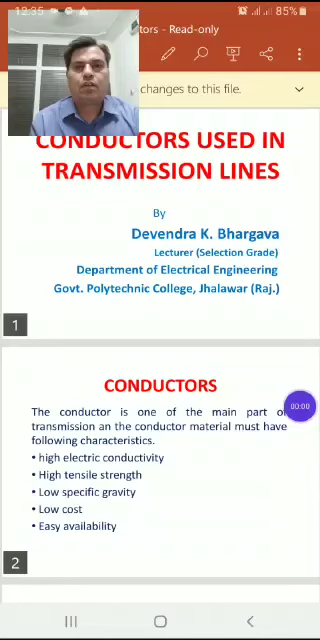 12:35
85%
tors - Read-only
changes to this file.
CONDUCTORS USED IN
TRANSMISSION LINES
By
Devendra K. Bhargava
Lecturer (Selection Grade)
Department of Electrical Engineering
Govt. Polytechnic College, Jhalawar (Raj.)
1
CONDUCTORS
The conductor is one of the main part of
transmission an the conductor material must have
following characteristics.
• high electric conductivity
• High tensile strength
• Low specific gravity
• Low cost
• Easy availability
00:00
2